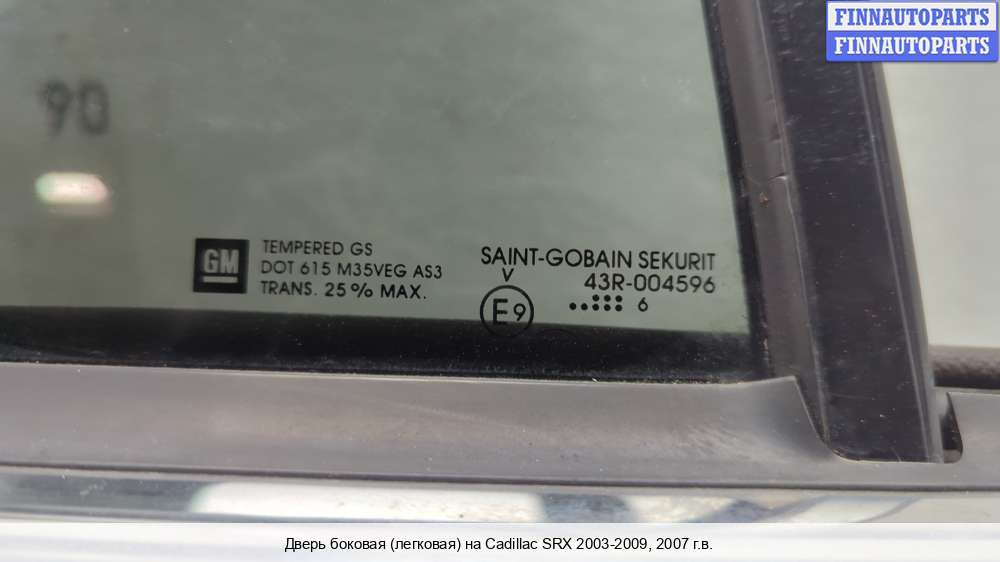 FINNAUTOPARTS
FINNAUTOPARTS
90
GM
TEMPERED GS
DOT 615 M35VEG AS3
TRANS. 25% MAX.
SAINT-GOBAIN SEKURIT
V
43R-004596
E9
6
Дверь боковая (легковая) на Cadillac SRX 2003-2009, 2007 г.в.